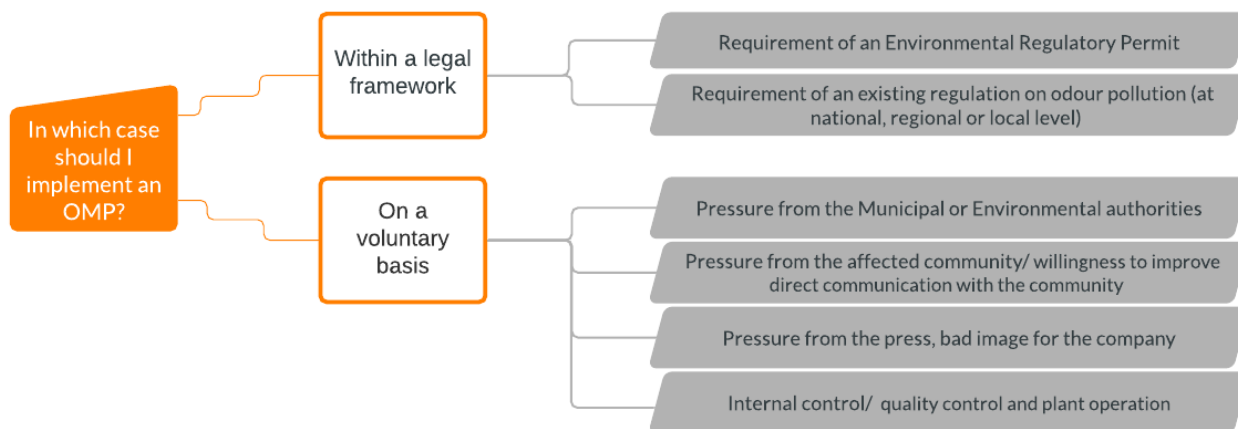 In which case
should I
implement an
OMP?
Within a legal
framework
Requirement of an Environmental Regulatory Permit
Requirement of an existing regulation on odour pollution (at
national, regional or local level)
On a
voluntary
basis
Pressure from the Municipal or Environmental authorities
Pressure from the affected community/ willingness to improve
direct communication with the community
Pressure from the press, bad image for the company
Internal control/ quality control and plant operation